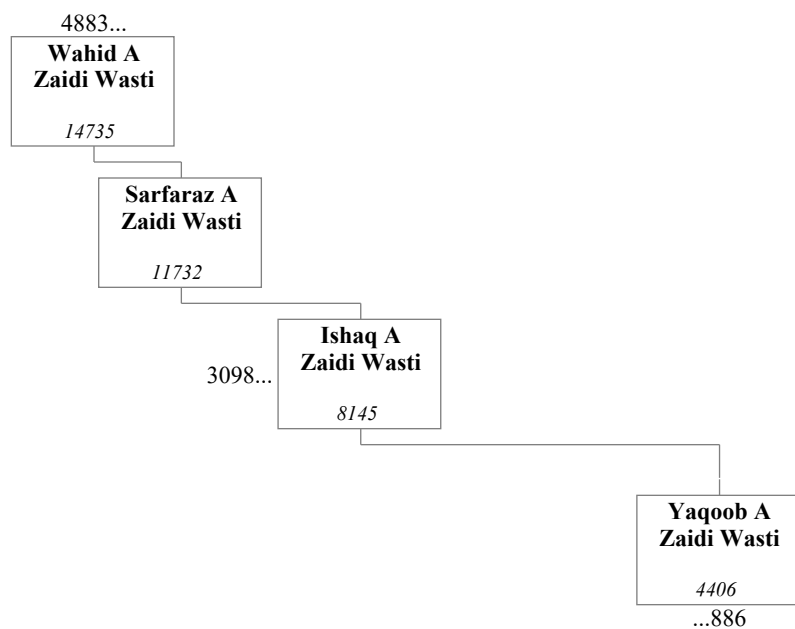 4883...
Wahid A
Zaidi Wasti
14735
Sarfaraz A
Zaidi Wasti
11732
Ishaq A
Zaidi Wasti
3098...
8145
Yaqoob A
Zaidi Wasti
4406
...886